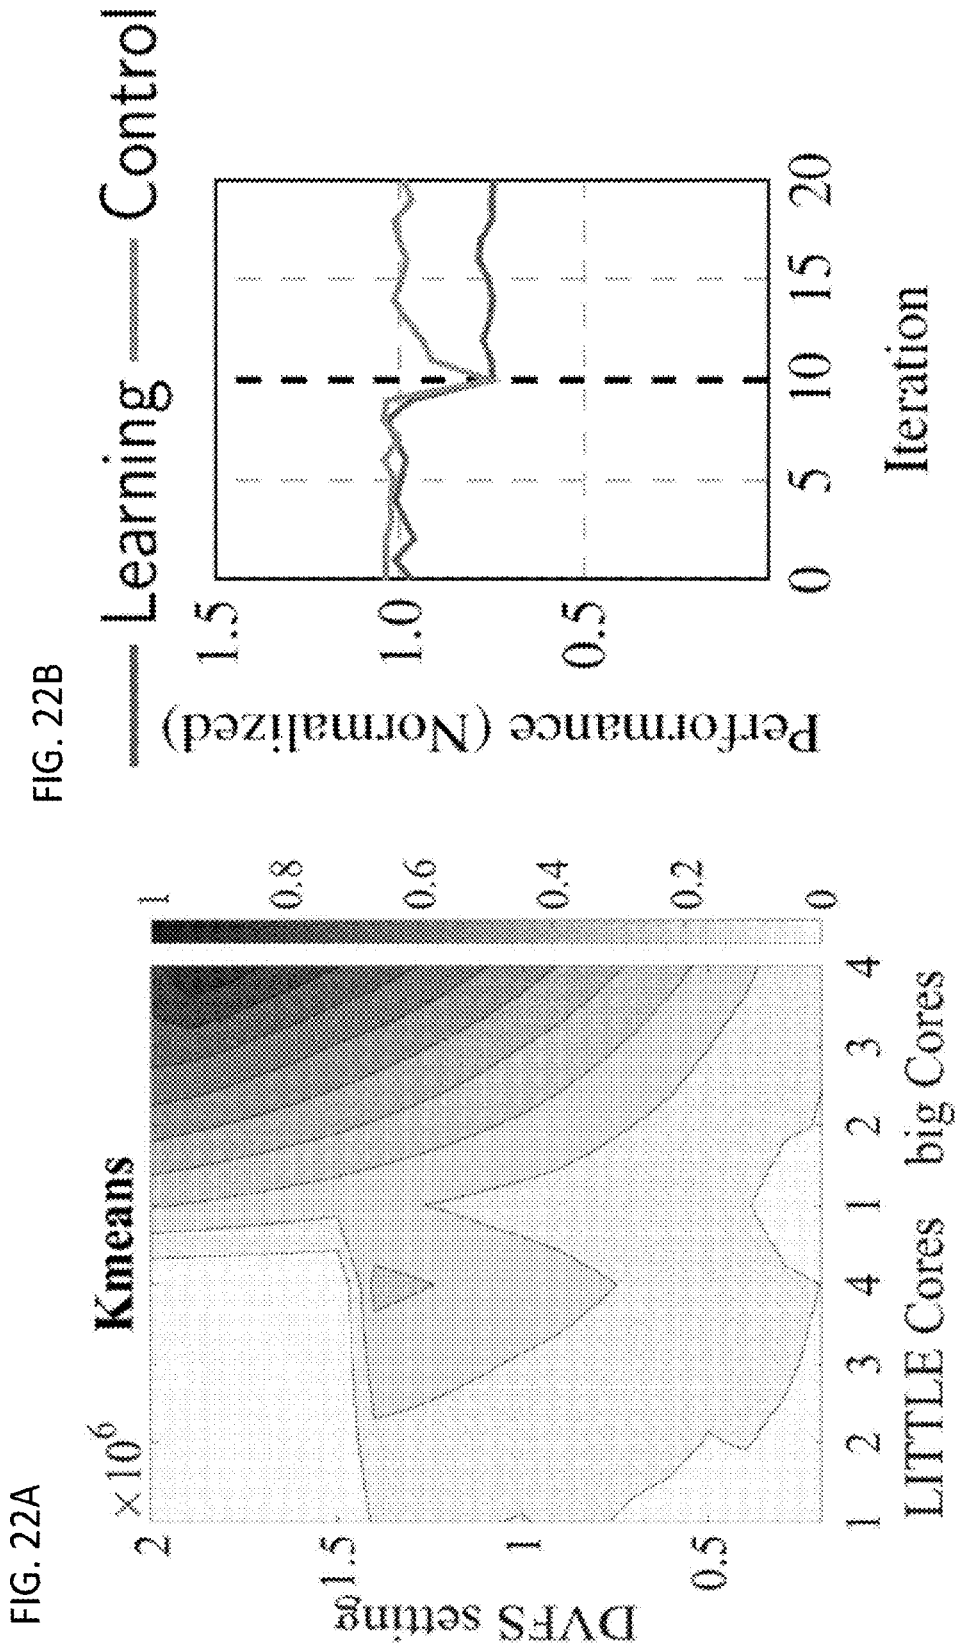 FIG. 22A
Kmeans
×10⁶
2
1.5
1
0.5
DVFS setting
1 2 3 4 1 2 3 4
LITTLE Cores big Cores
1
0.8
0.6
0.4
0.2
0
FIG. 22B
Learning Control
1.5
1.0
0.5
Performance (Normalized)
0 5 10 15 20
Iteration